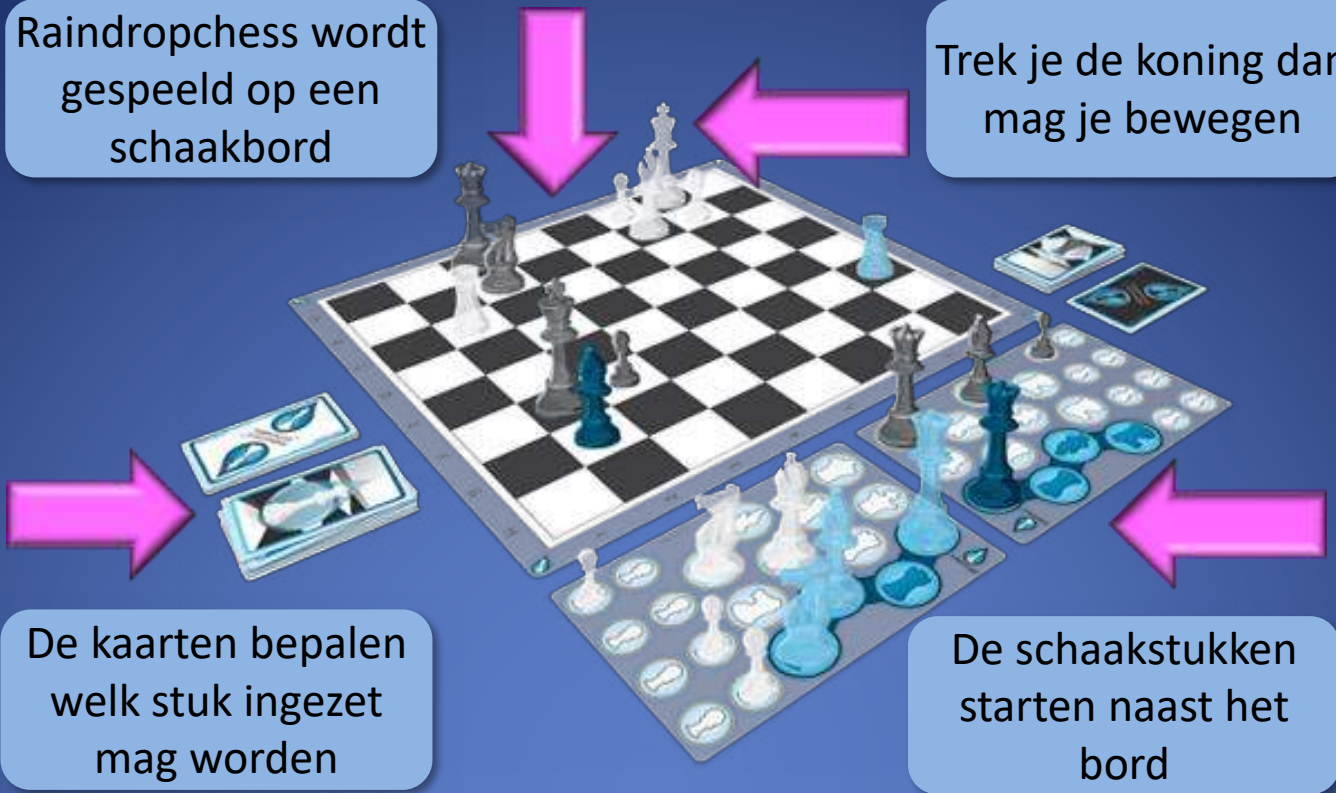 Raindropchess wordt
gespeeld op een
schaakbord
Trek je de koning dan
mag je bewegen
De kaarten bepalen
welk stuk ingezet
mag worden
De schaakstukken
starten naast het
bord